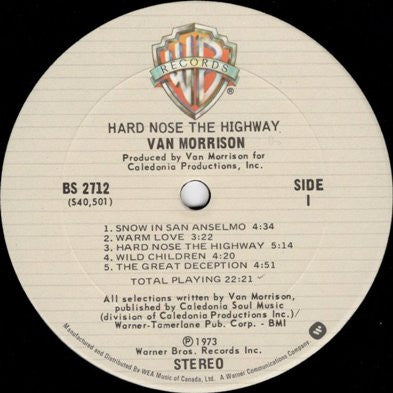 WB
RECORDS
®
HARD NOSE THE HIGHWAY
VAN MORRISON
Produced by Van Morrison for
Caledonia Productions, Inc.
BS 2712
(S40,501)
SIDE
1
1. SNOW IN SAN ANSELMO 4:34
2. WARM LOVE 3:22
3. HARD NOSE THE HIGHWAY 5:14
4. WILD CHILDREN 4:20
5. THE GREAT DECEPTION 4:51
TOTAL PLAYING 22:21
All selections written by Van Morrison,
published by Caledonia Soul Music
(division of Caledonia Productions Inc.)/
Warner-Tamerlane Pub. Corp. - BMI
℗1973
Warner Bros. Records Inc.
STEREO
Manufactured and Distributed By WEA Music of Canada, Ltd. A Warner Communications Company